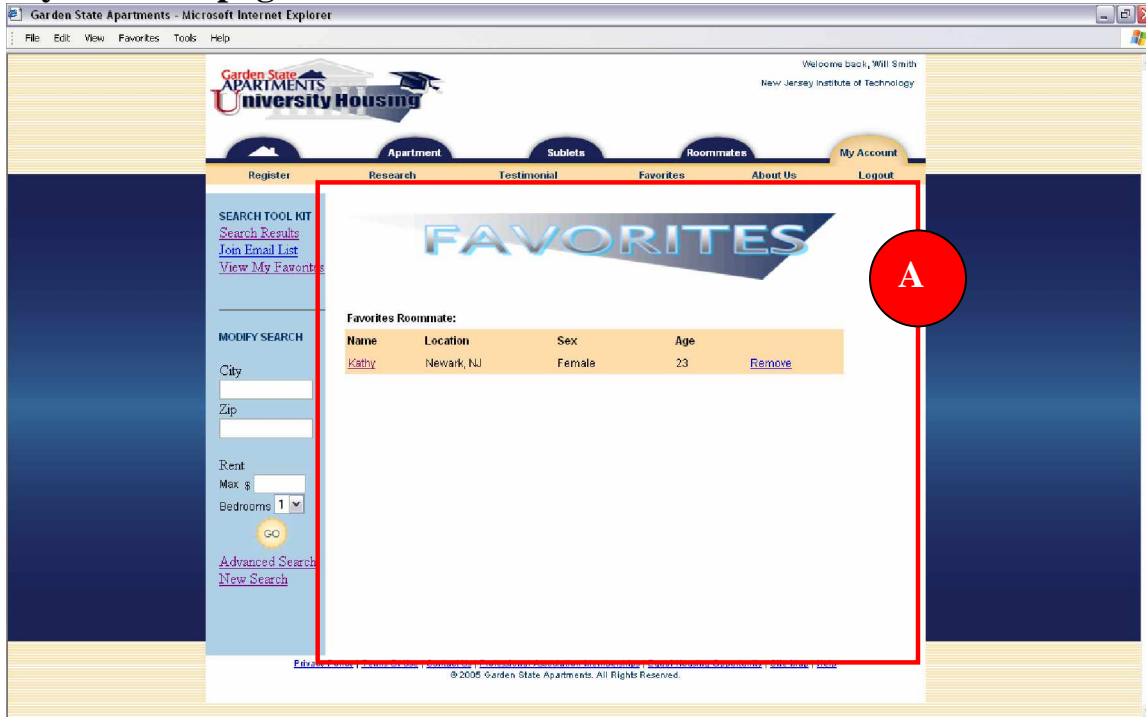 Garden State Apartments - Microsoft Internet Explorer
File Edit View Favorites Tools Help
Garden State
APARTMENTS
University Housing
Welcome back, Will Smith
New Jersey Institute of Technology
Apartment Sublets Roommates My Account
Register Research Testimonial Favorites About Us Logout
SEARCH TOOL KIT
Search Results
Join Email List
View My Favorites
FAVORITES
A
Favorites Roommate:
Name Location Sex Age
Kathy Newark, NJ Female 23 Remove
MODIFY SEARCH
City
Zip
Rent
Max $
Bedrooms 1
GO
Advanced Search
New Search
© 2005 Garden State Apartments. All Rights Reserved.